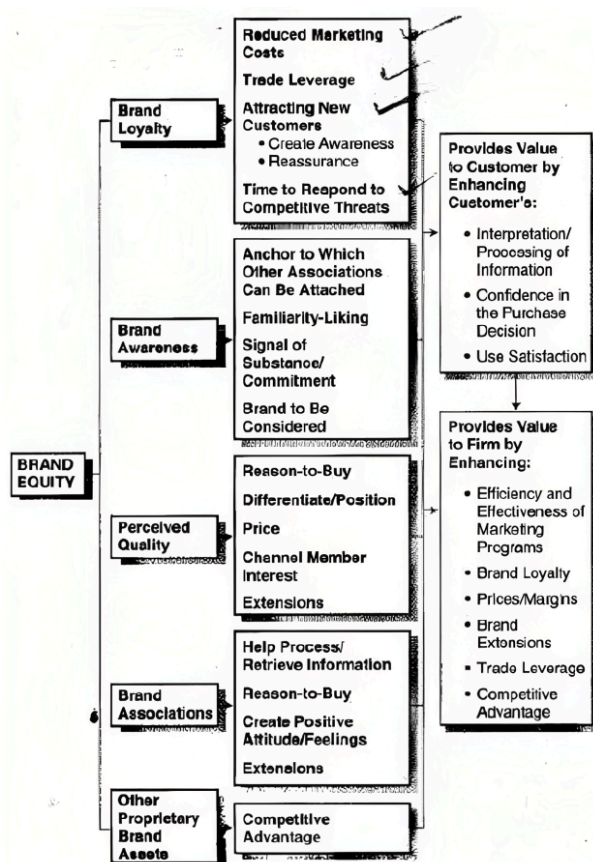 BRAND
EQUITY
Brand
Loyalty
Reduced Marketing
Costs
Trade Leverage
Attracting New
Customers
• Create Awareness
• Reassurance
Time to Respond to
Competitive Threats
Brand
Awareness
Anchor to Which
Other Associations
Can Be Attached
Familiarity-Liking
Signal of
Substance/
Commitment
Brand to Be
Considered
Perceived
Quality
Reason-to-Buy
Differentiate/Position
Price
Channel Member
Interest
Extensions
Brand
Associations
Help Process/
Retrieve Information
Reason-to-Buy
Create Positive
Attitude/Feelings
Extensions
Other
Proprietary
Brand
Assets
Competitive
Advantage
Provides Value
to Customer by
Enhancing
Customer's:
• Interpretation/
Processing of
Information
• Confidence in
the Purchase
Decision
• Use Satisfaction
Provides Value
to Firm by
Enhancing:
• Efficiency and
Effectiveness of
Marketing
Programs
• Brand Loyalty
• Prices/Margins
• Brand
Extensions
• Trade Leverage
• Competitive
Advantage